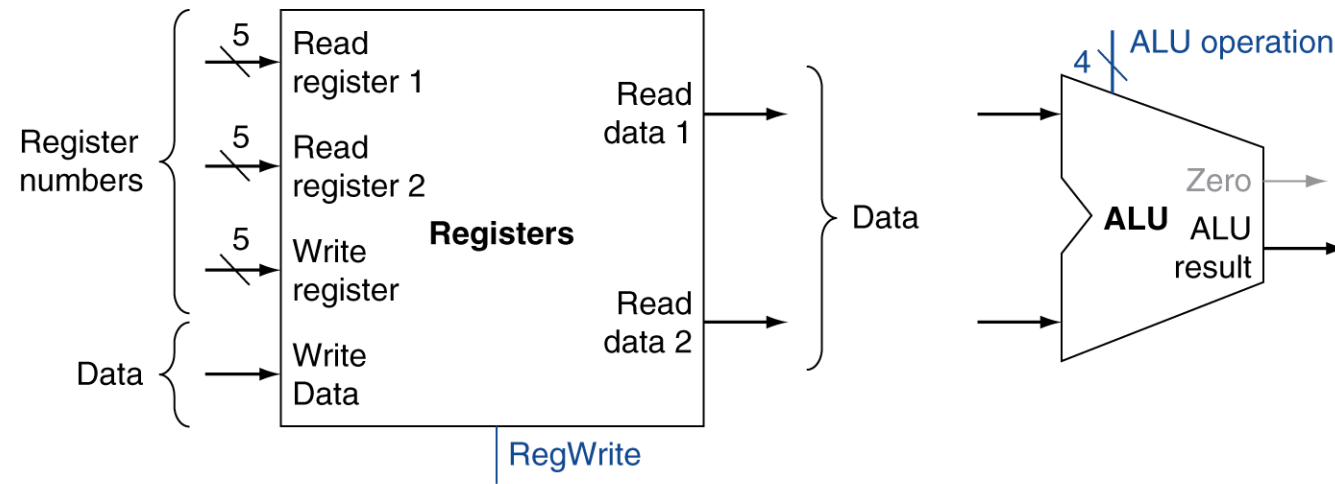 Register
numbers
Data
5
Read
register 1
5
Read
register 2
5
Write
register
Write
Data
Registers
Read
data 1
Read
data 2
RegWrite
Data
4
ALU operation
ALU
Zero
ALU
result